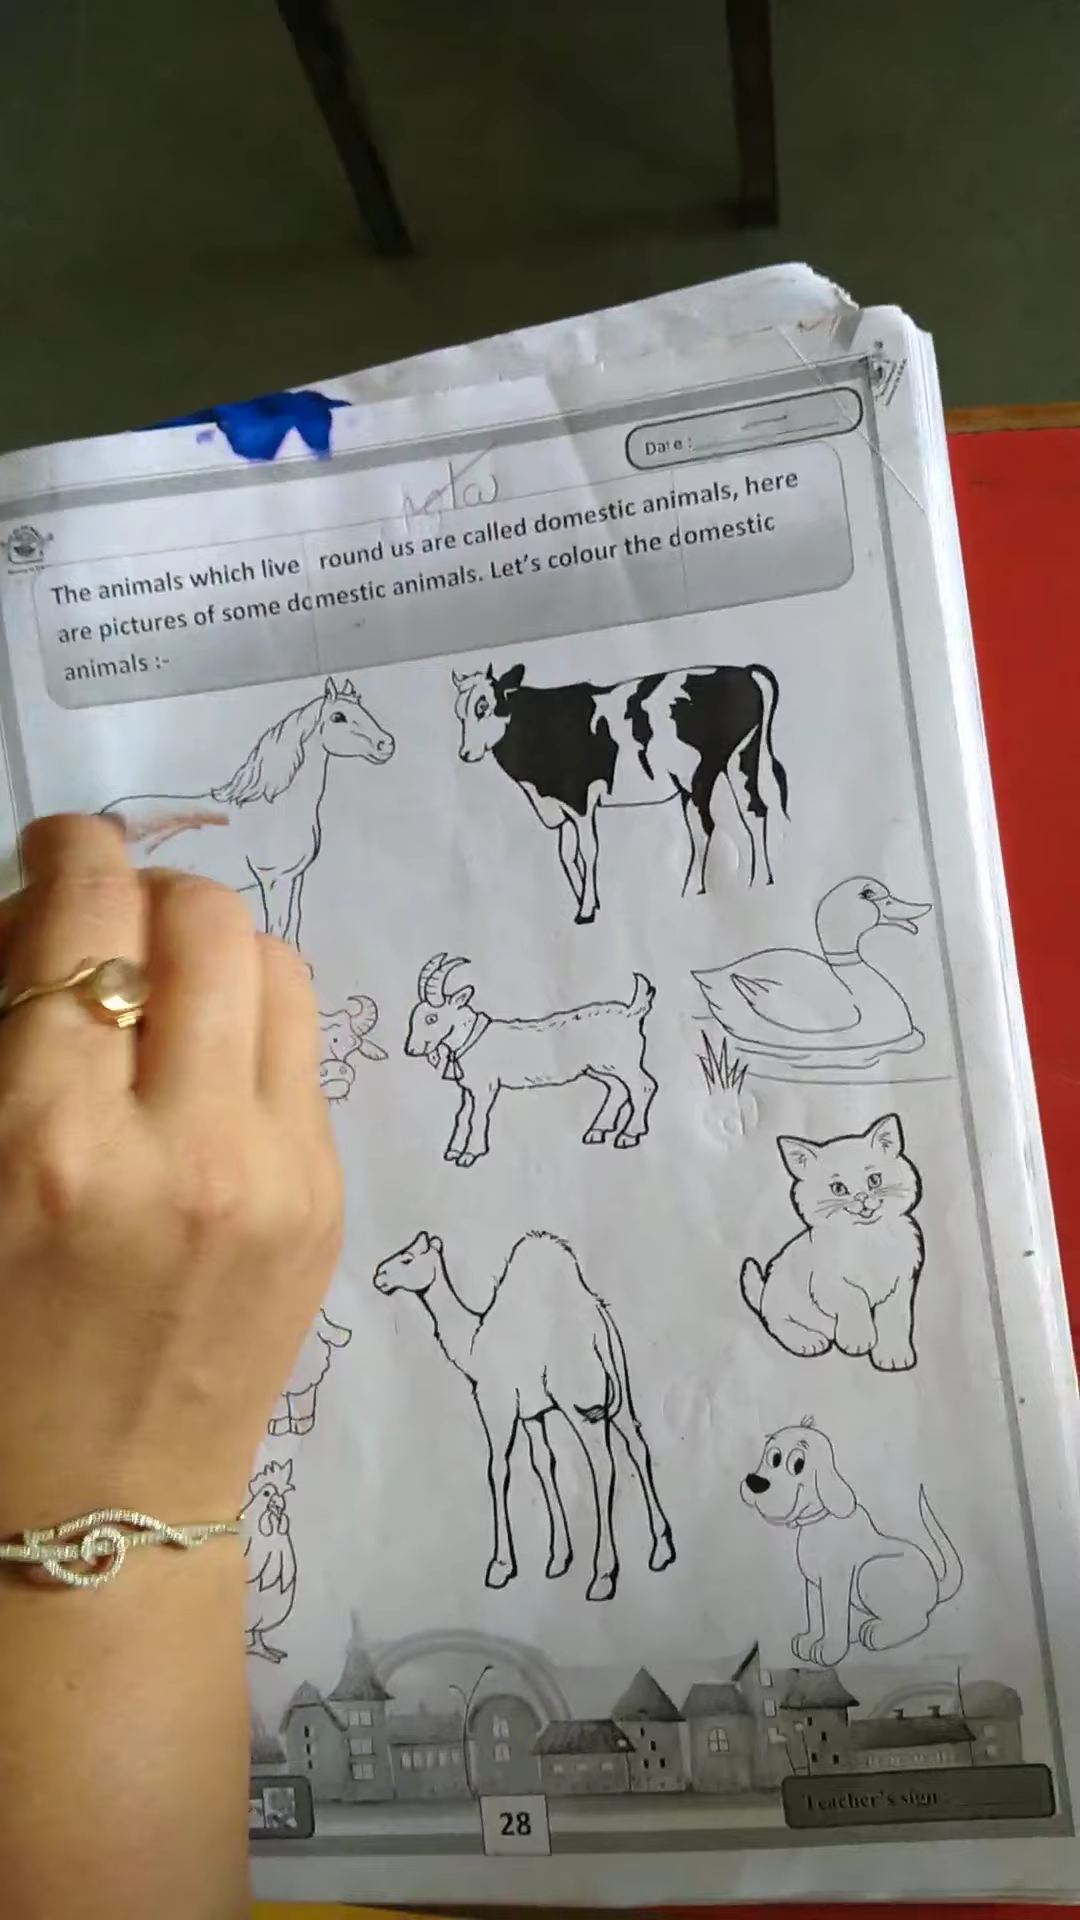 Date :
The animals which live round us are called domestic animals, here
are pictures of some domestic animals. Let's colour the domestic
animals :-
28
Teacher's sign